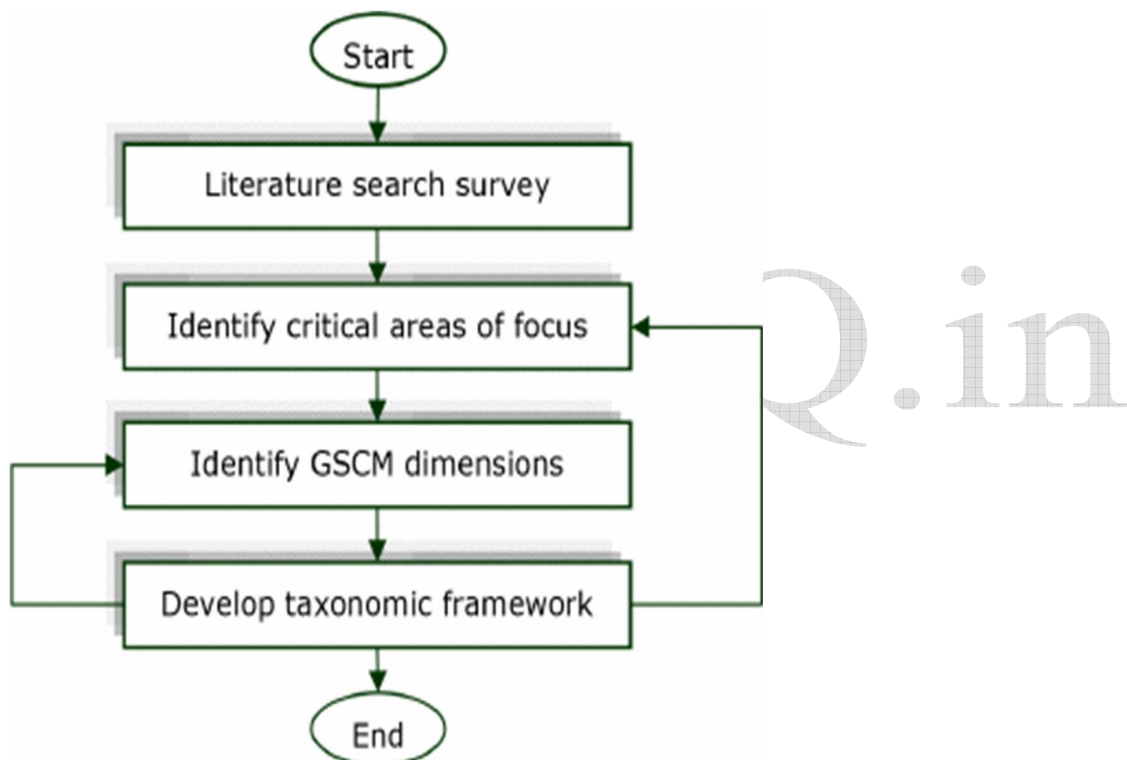 Start
Literature search survey
Identify critical areas of focus
Q.in
Identify GSCM dimensions
Develop taxonomic framework
End